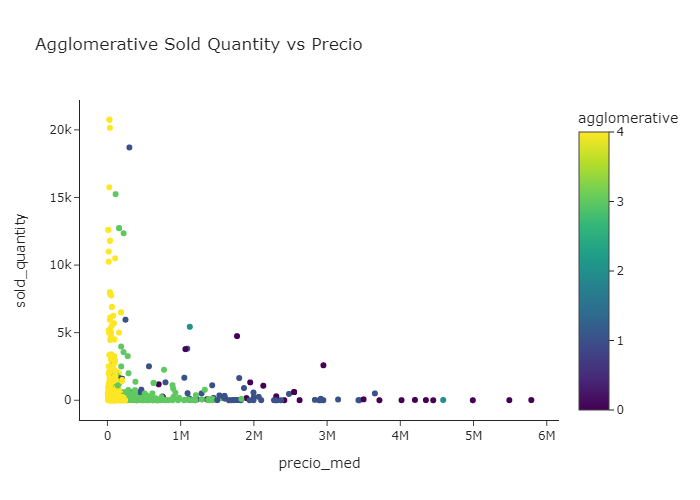 Agglomerative Sold Quantity vs Precio
agglomerative
20k
15k
10k
5k
0
sold_quantity
0
1M
2M
3M
4M
5M
6M
precio_med
4
3
2
1
0